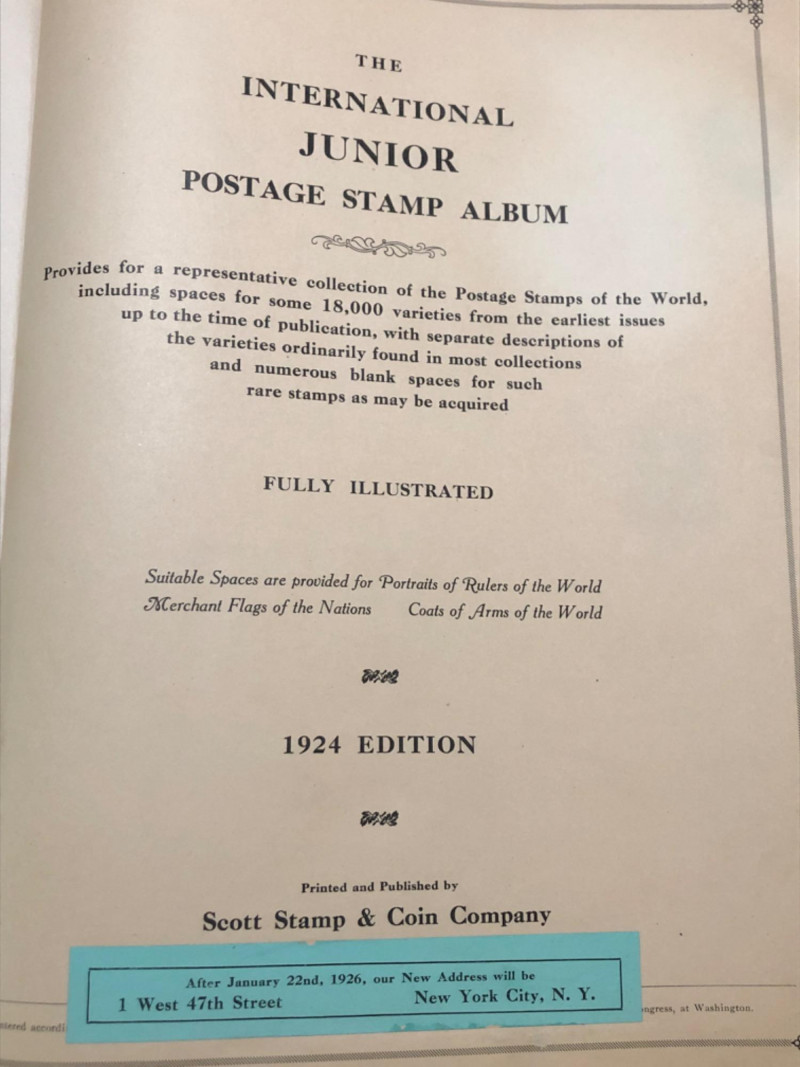 THE
INTERNATIONAL
JUNIOR
POSTAGE STAMP ALBUM
Provides for a representative collection of the Postage Stamps of the World,
including spaces for some 18,000 varieties from the earliest issues
up to the time of publication, with separate descriptions of
the varieties ordinarily found in most collections
and numerous blank spaces for such
rare stamps as may be acquired
FULLY ILLUSTRATED
Suitable Spaces are provided for Portraits of Rulers of the World
Merchant Flags of the Nations Coats of Arms of the World
1924 EDITION
Printed and Published by
Scott Stamp & Coin Company
After January 22nd, 1926, our New Address will be
1 West 47th Street New York City, N. Y.
at Washington.